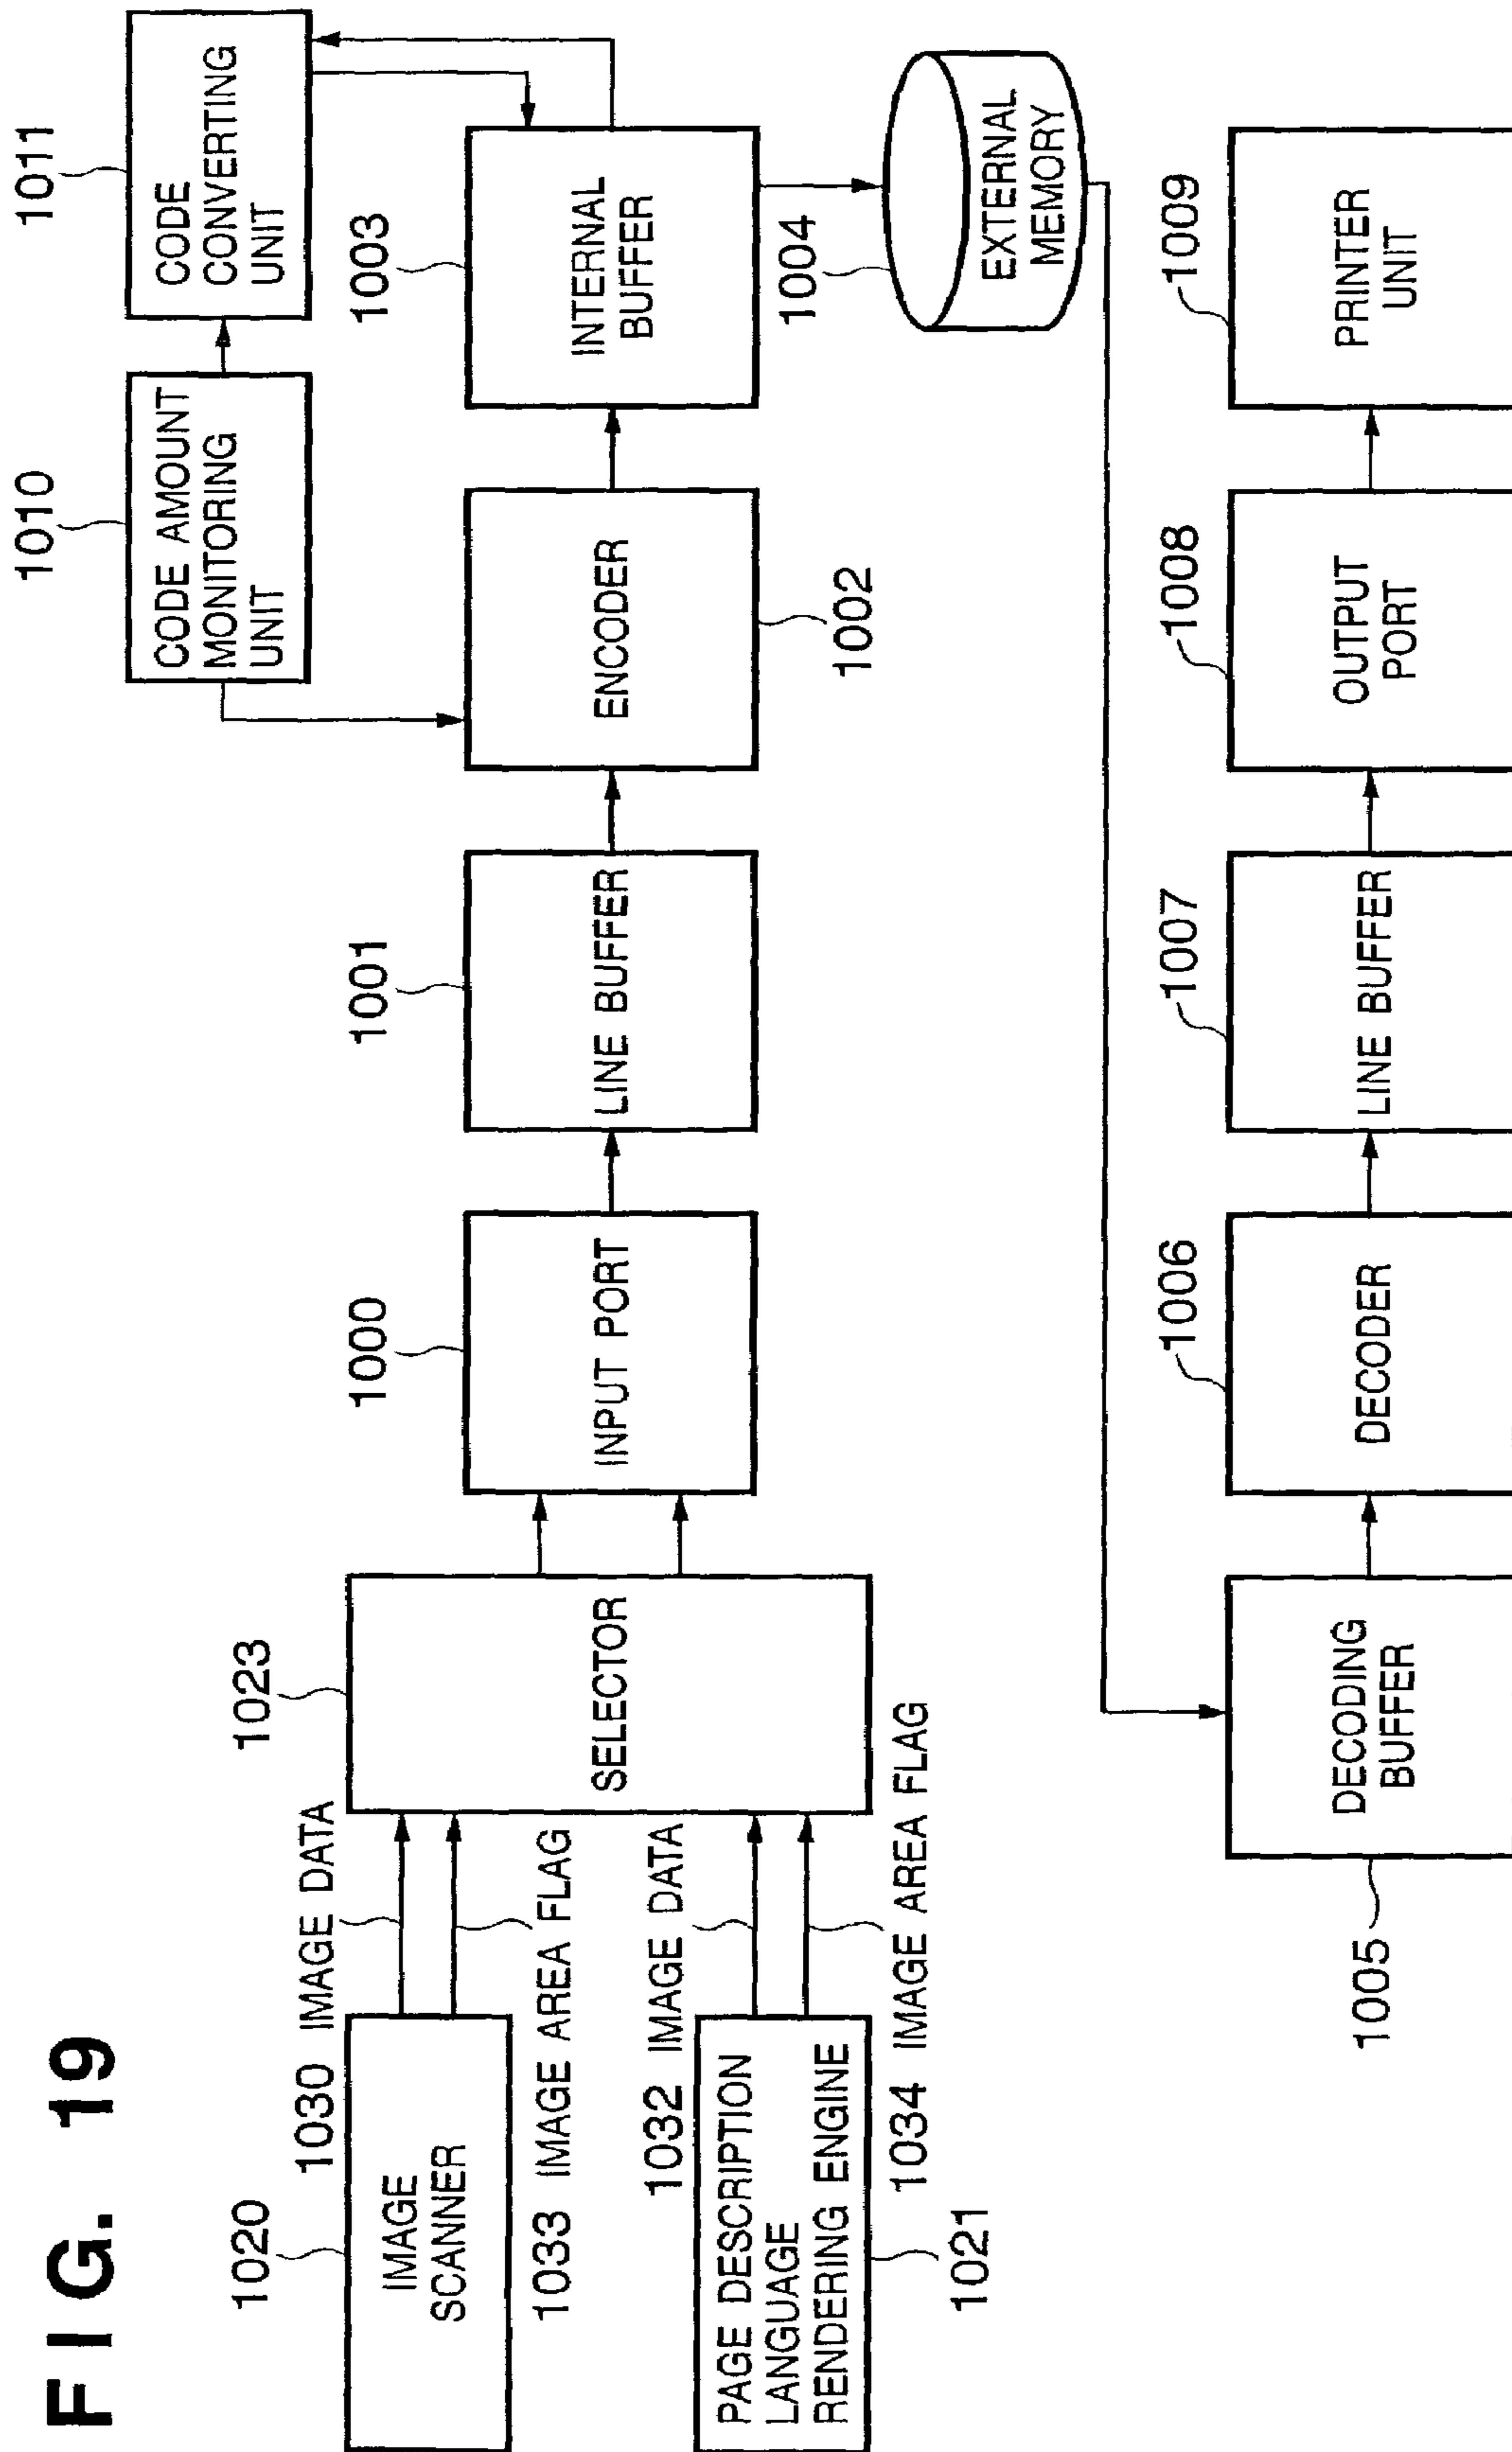 FIG. 19
1020
IMAGE
SCANNER
1030 IMAGE DATA
1033 IMAGE AREA FLAG
1032 IMAGE DATA
PAGE DESCRIPTION
LANGUAGE
RENDERING ENGINE
1034 IMAGE AREA FLAG
1021
1023
SELECTOR
1000
INPUT PORT
1001
LINE BUFFER
ENCODER
1002
1010
CODE AMOUNT
MONITORING
UNIT
1011
CODE
CONVERTING
UNIT
1003
INTERNAL
BUFFER
1004
EXTERNAL
MEMORY
DECODING
BUFFER
1005
1006
DECODER
1007
LINE BUFFER
1008
OUTPUT
PORT
1009
PRINTER
UNIT